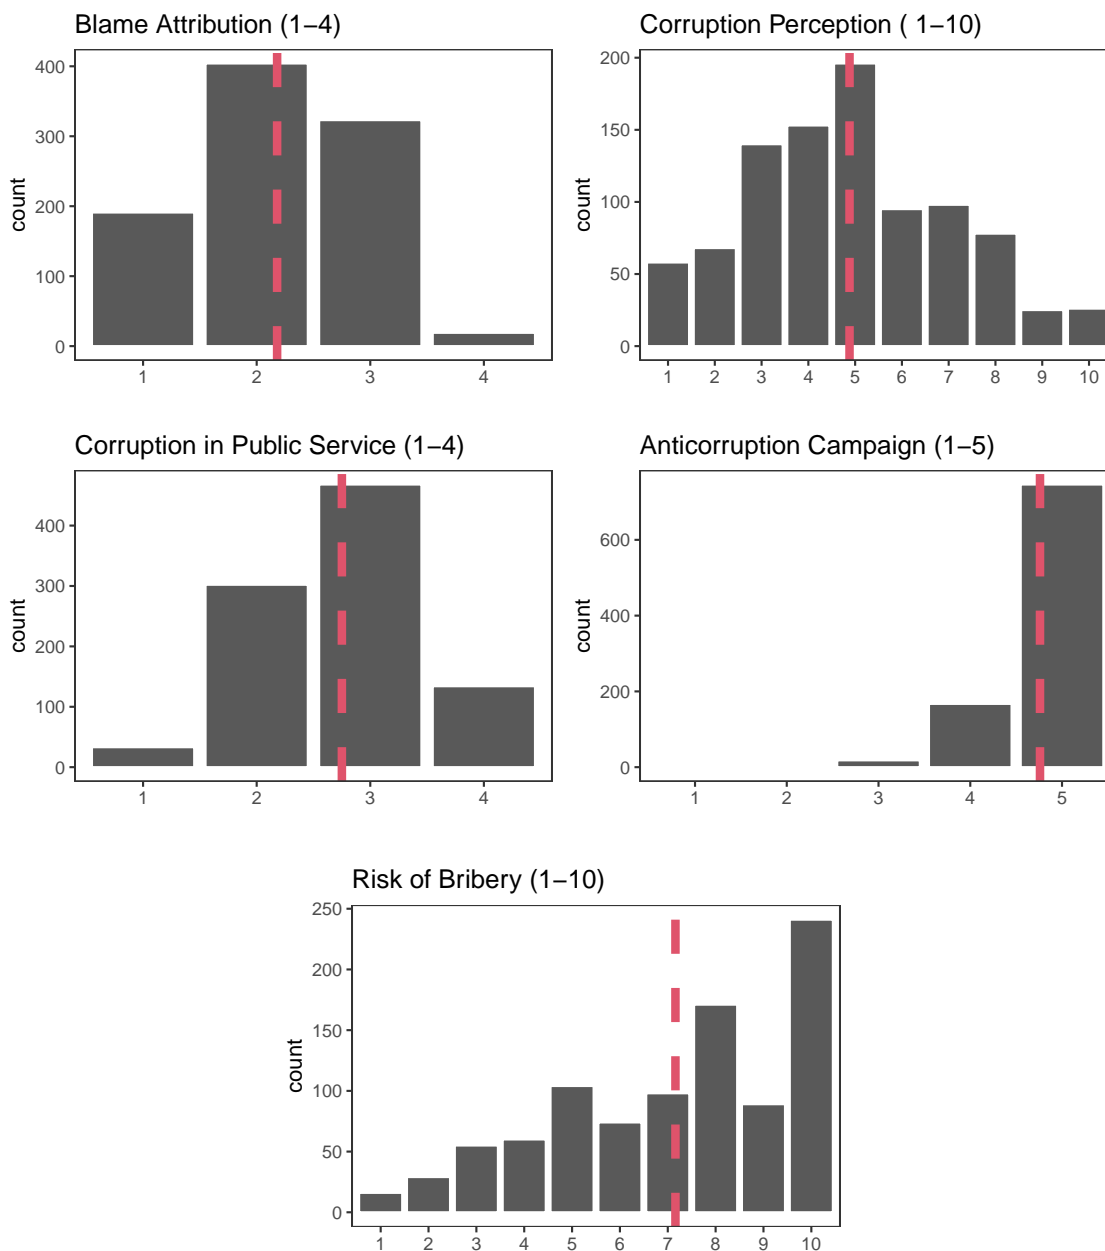 Blame Attribution (1−4)
count
400
300
200
100
0
1 2 3 4
Corruption Perception ( 1−10)
count
200
150
100
50
0
1 2 3 4 5 6 7 8 9 10
Corruption in Public Service (1−4)
count
400
300
200
100
0
1 2 3 4
Anticorruption Campaign (1−5)
count
600
400
200
0
1 2 3 4 5
Risk of Bribery (1−10)
count
250
200
150
100
50
0
1 2 3 4 5 6 7 8 9 10